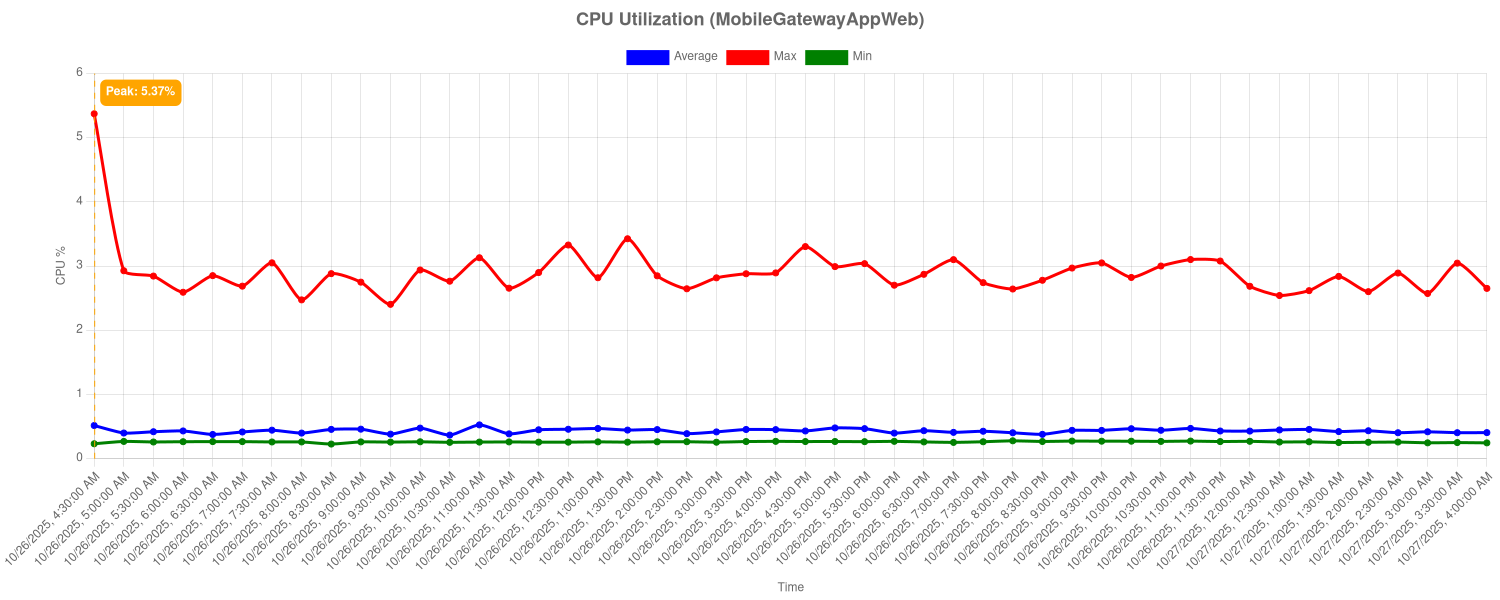 CPU Utilization (MobileGatewayAppWeb)
Average Max Min
Peak: 5.37%
6
5
4
3
2
1
0
CPU %
10/26/2025, 4:30:00 AM
10/26/2025, 5:00:00 AM
10/26/2025, 5:30:00 AM
10/26/2025, 6:00:00 AM
10/26/2025, 6:30:00 AM
10/26/2025, 7:00:00 AM
10/26/2025, 7:30:00 AM
10/26/2025, 8:00:00 AM
10/26/2025, 8:30:00 AM
10/26/2025, 9:00:00 AM
10/26/2025, 9:30:00 AM
10/26/2025, 10:00:00 AM
10/26/2025, 10:30:00 AM
10/26/2025, 11:00:00 AM
10/26/2025, 11:30:00 AM
10/26/2025, 12:00:00 PM
10/26/2025, 12:30:00 PM
10/26/2025, 1:00:00 PM
10/26/2025, 1:30:00 PM
10/26/2025, 2:00:00 PM
10/26/2025, 2:30:00 PM
10/26/2025, 3:00:00 PM
10/26/2025, 3:30:00 PM
10/26/2025, 4:00:00 PM
10/26/2025, 4:30:00 PM
10/26/2025, 5:00:00 PM
10/26/2025, 5:30:00 PM
10/26/2025, 6:00:00 PM
10/26/2025, 6:30:00 PM
10/26/2025, 7:00:00 PM
10/26/2025, 7:30:00 PM
10/26/2025, 8:00:00 PM
10/26/2025, 8:30:00 PM
10/26/2025, 9:00:00 PM
10/26/2025, 9:30:00 PM
10/26/2025, 10:00:00 PM
10/26/2025, 10:30:00 PM
10/26/2025, 11:00:00 PM
10/26/2025, 11:30:00 PM
10/27/2025, 12:00:00 AM
10/27/2025, 12:30:00 AM
10/27/2025, 1:00:00 AM
10/27/2025, 1:30:00 AM
10/27/2025, 2:00:00 AM
10/27/2025, 2:30:00 AM
10/27/2025, 3:00:00 AM
10/27/2025, 3:30:00 AM
10/27/2025, 4:00:00 AM
Time